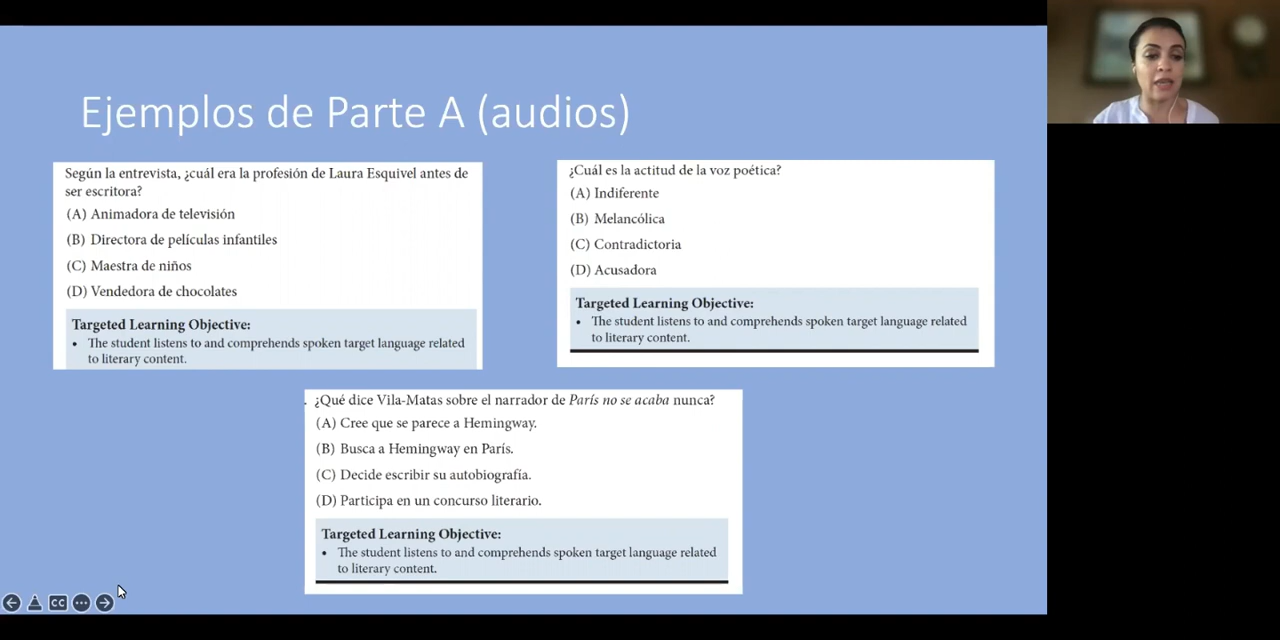 Ejemplos de Parte A (audios)
Según la entrevista, ¿cuál era la profesión de Laura Esquivel antes de
ser escritora?
(A) Animadora de televisión
(B) Directora de películas infantiles
(C) Maestra de niños
(D) Vendedora de chocolates
Targeted Learning Objective:
• The student listens to and comprehends spoken target language related
to literary content.
¿Cuál es la actitud de la voz poética?
(A) Indiferente
(B) Melancólica
(C) Contradictoria
(D) Acusadora
Targeted Learning Objective:
• The student listens to and comprehends spoken target language related
to literary content.
. ¿Qué dice Vila-Matas sobre el narrador de París no se acaba nunca?
(A) Cree que se parece a Hemingway.
(B) Busca a Hemingway en París.
(C) Decide escribir su autobiografía.
(D) Participa en un concurso literario.
Targeted Learning Objective:
• The student listens to and comprehends spoken target language related
to literary content.
CC